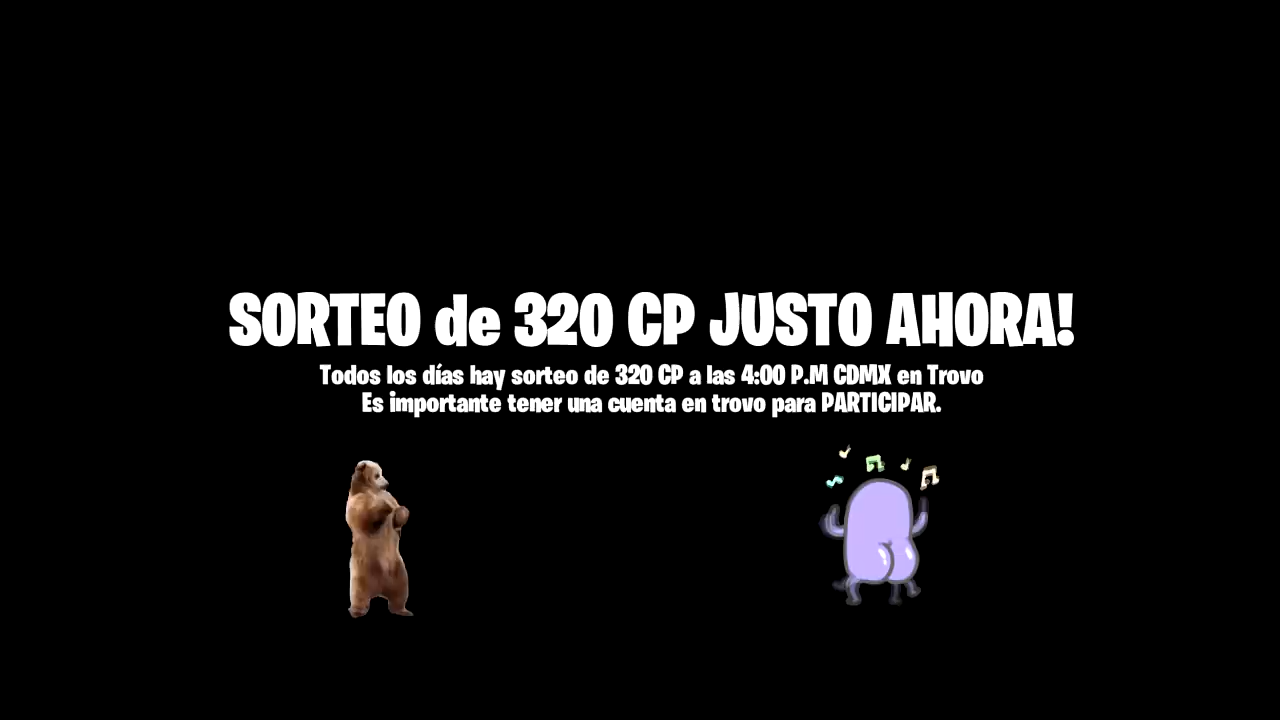 SORTEO de 320 CP JUSTO AHORA!
Todos los días hay sorteo de 320 CP a las 4:00 P.M CDMX en Trovo
Es importante tener una cuenta en trovo para PARTICIPAR.